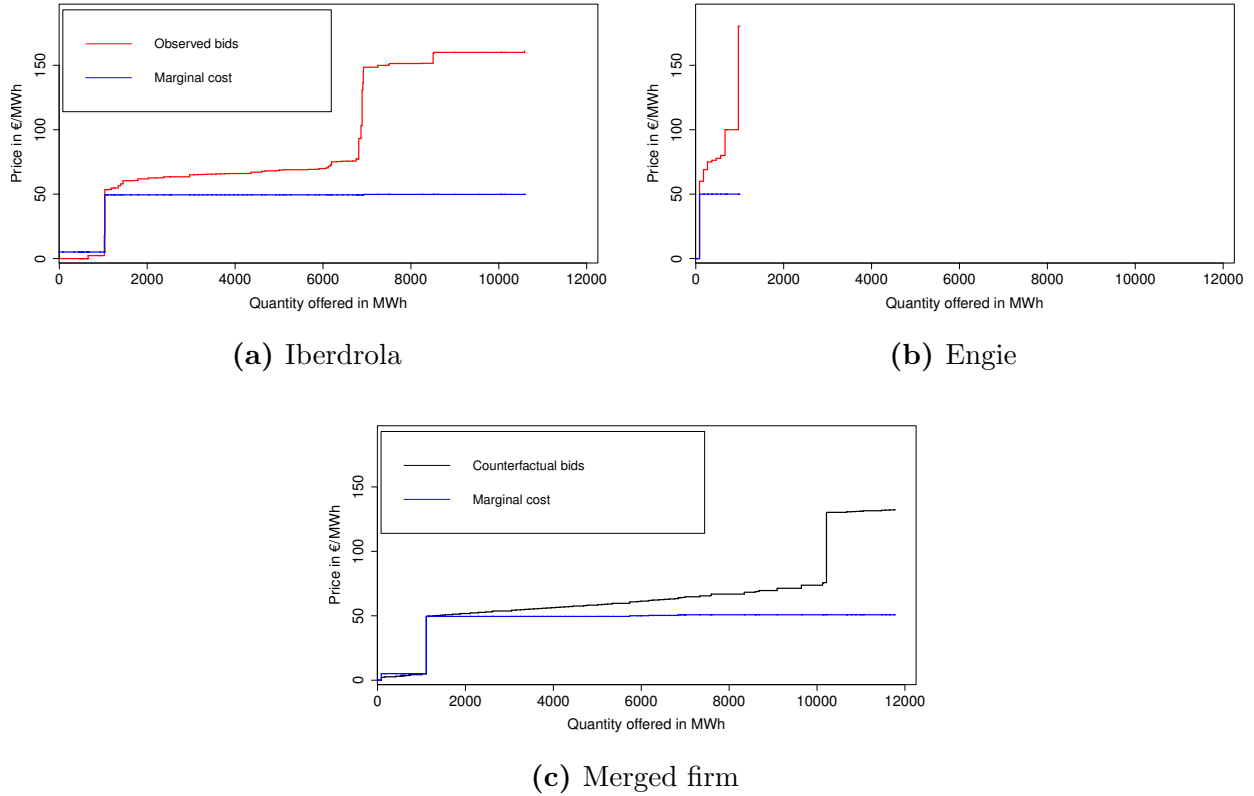 Observed bids
Marginal cost
Price in €/MWh
0 50 100 150
0 2000 4000 6000 8000 10000 12000
Quantity offered in MWh
(a) Iberdrola
Price in €/MWh
0 50 100 150
0 2000 4000 6000 8000 10000 12000
Quantity offered in MWh
(b) Engie
Counterfactual bids
Marginal cost
Price in €/MWh
0 50 100 150
0 2000 4000 6000 8000 10000 12000
Quantity offered in MWh
(c) Merged firm